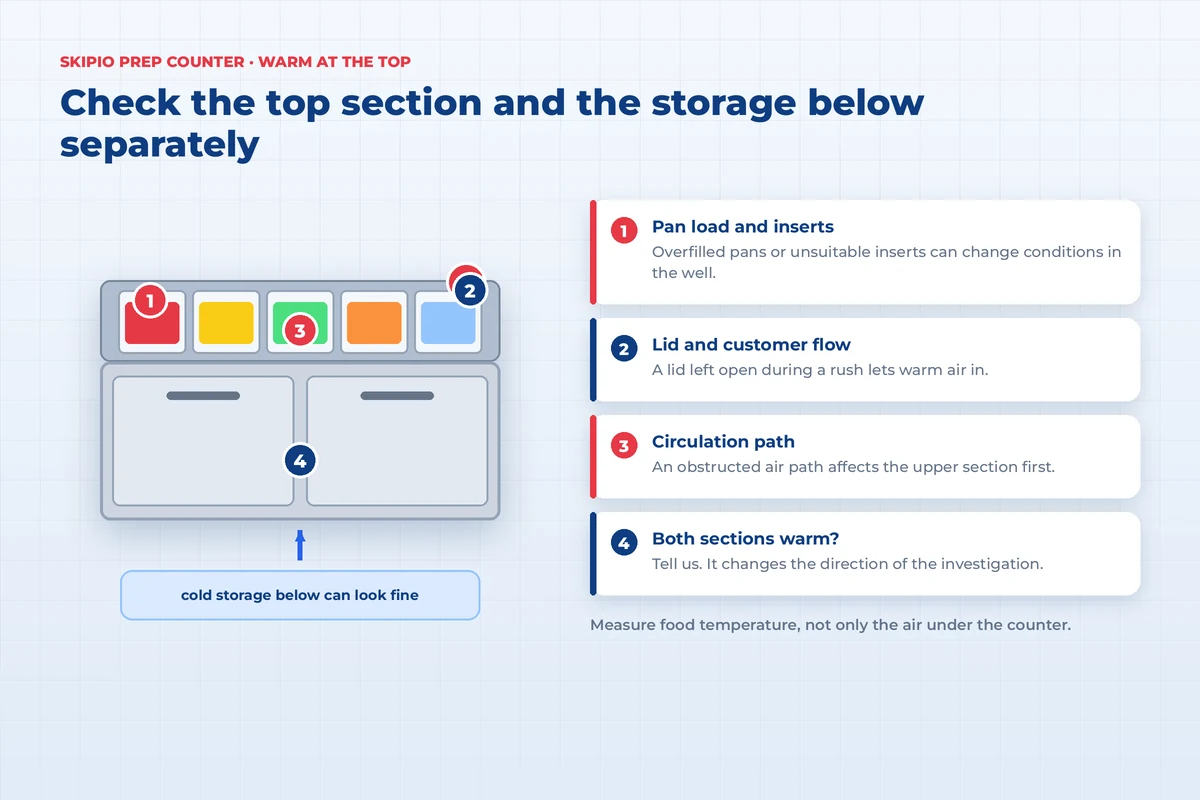 SKIPIO PREP COUNTER · WARM AT THE TOP
Check the top section and the storage below
separately
1
2
3
4
cold storage below can look fine
1
Pan load and inserts
Overfilled pans or unsuitable inserts can change conditions in
the well.
2
Lid and customer flow
A lid left open during a rush lets warm air in.
3
Circulation path
An obstructed air path affects the upper section first.
4
Both sections warm?
Tell us. It changes the direction of the investigation.
Measure food temperature, not only the air under the counter.